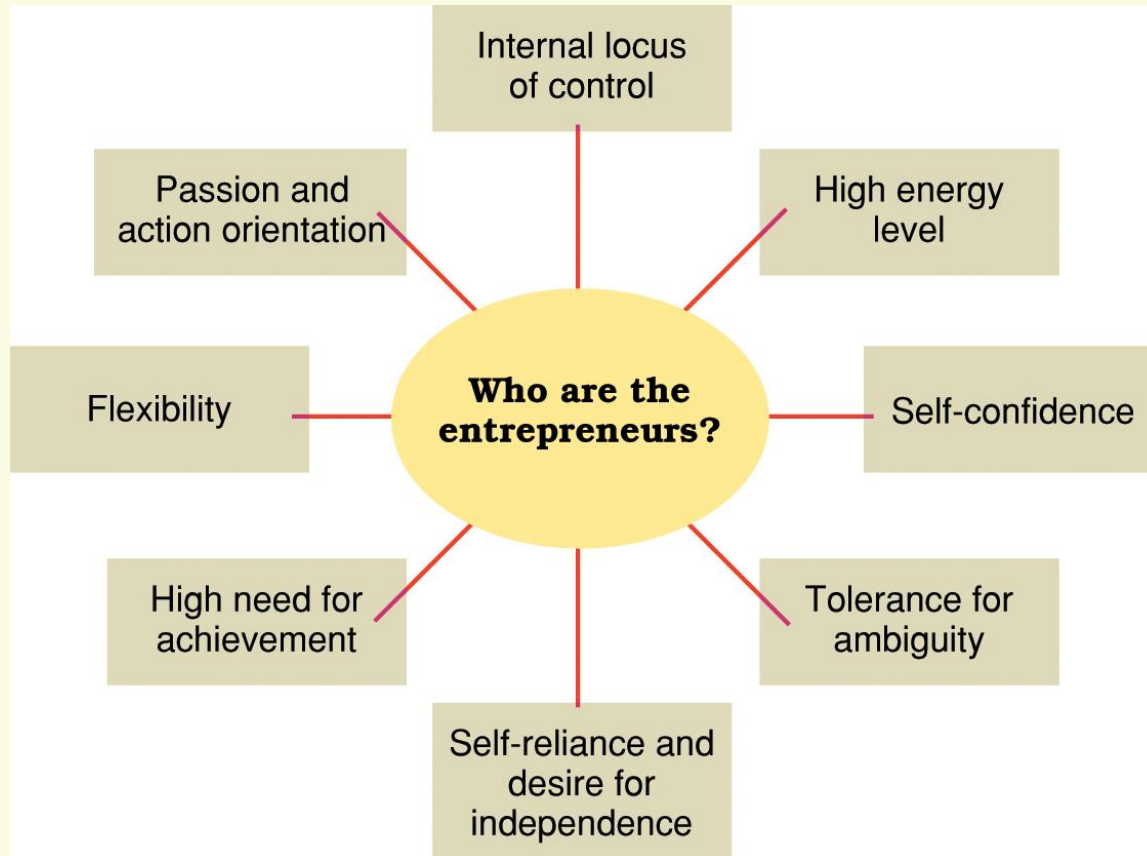 Internal locus
of control
Passion and
action orientation
High energy
level
Flexibility
Who are the
entrepreneurs?
Self-confidence
High need for
achievement
Tolerance for
ambiguity
Self-reliance and
desire for
independence